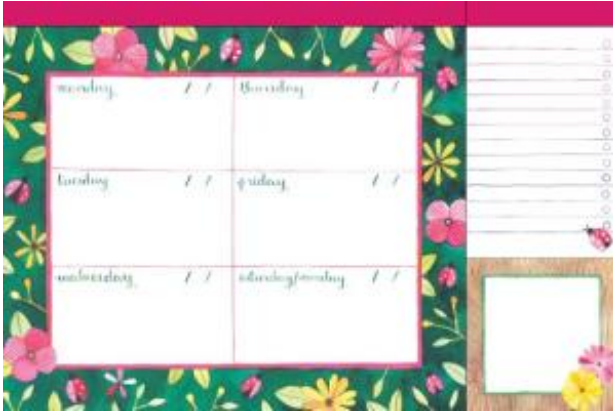 monday / /
thursday / /
tuesday / /
friday / /
wednesday / /
saturday/sunday / /